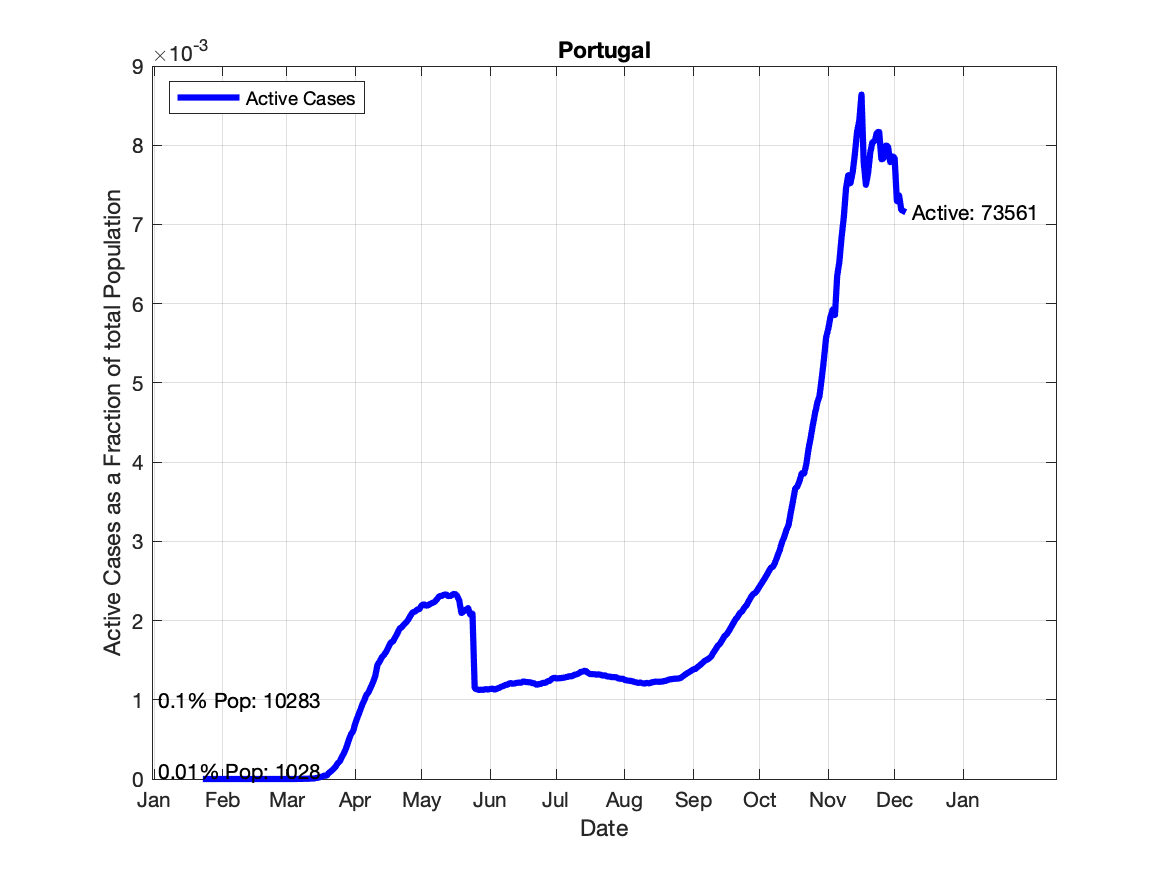 ×10-3
Portugal
Active Cases
9
8
7
6
5
4
3
2
1
0
Active Cases as a Fraction of total Population
Active: 73561
0.1% Pop: 10283
0.01% Pop: 1028
Jan Feb Mar Apr May Jun Jul Aug Sep Oct Nov Dec Jan
Date